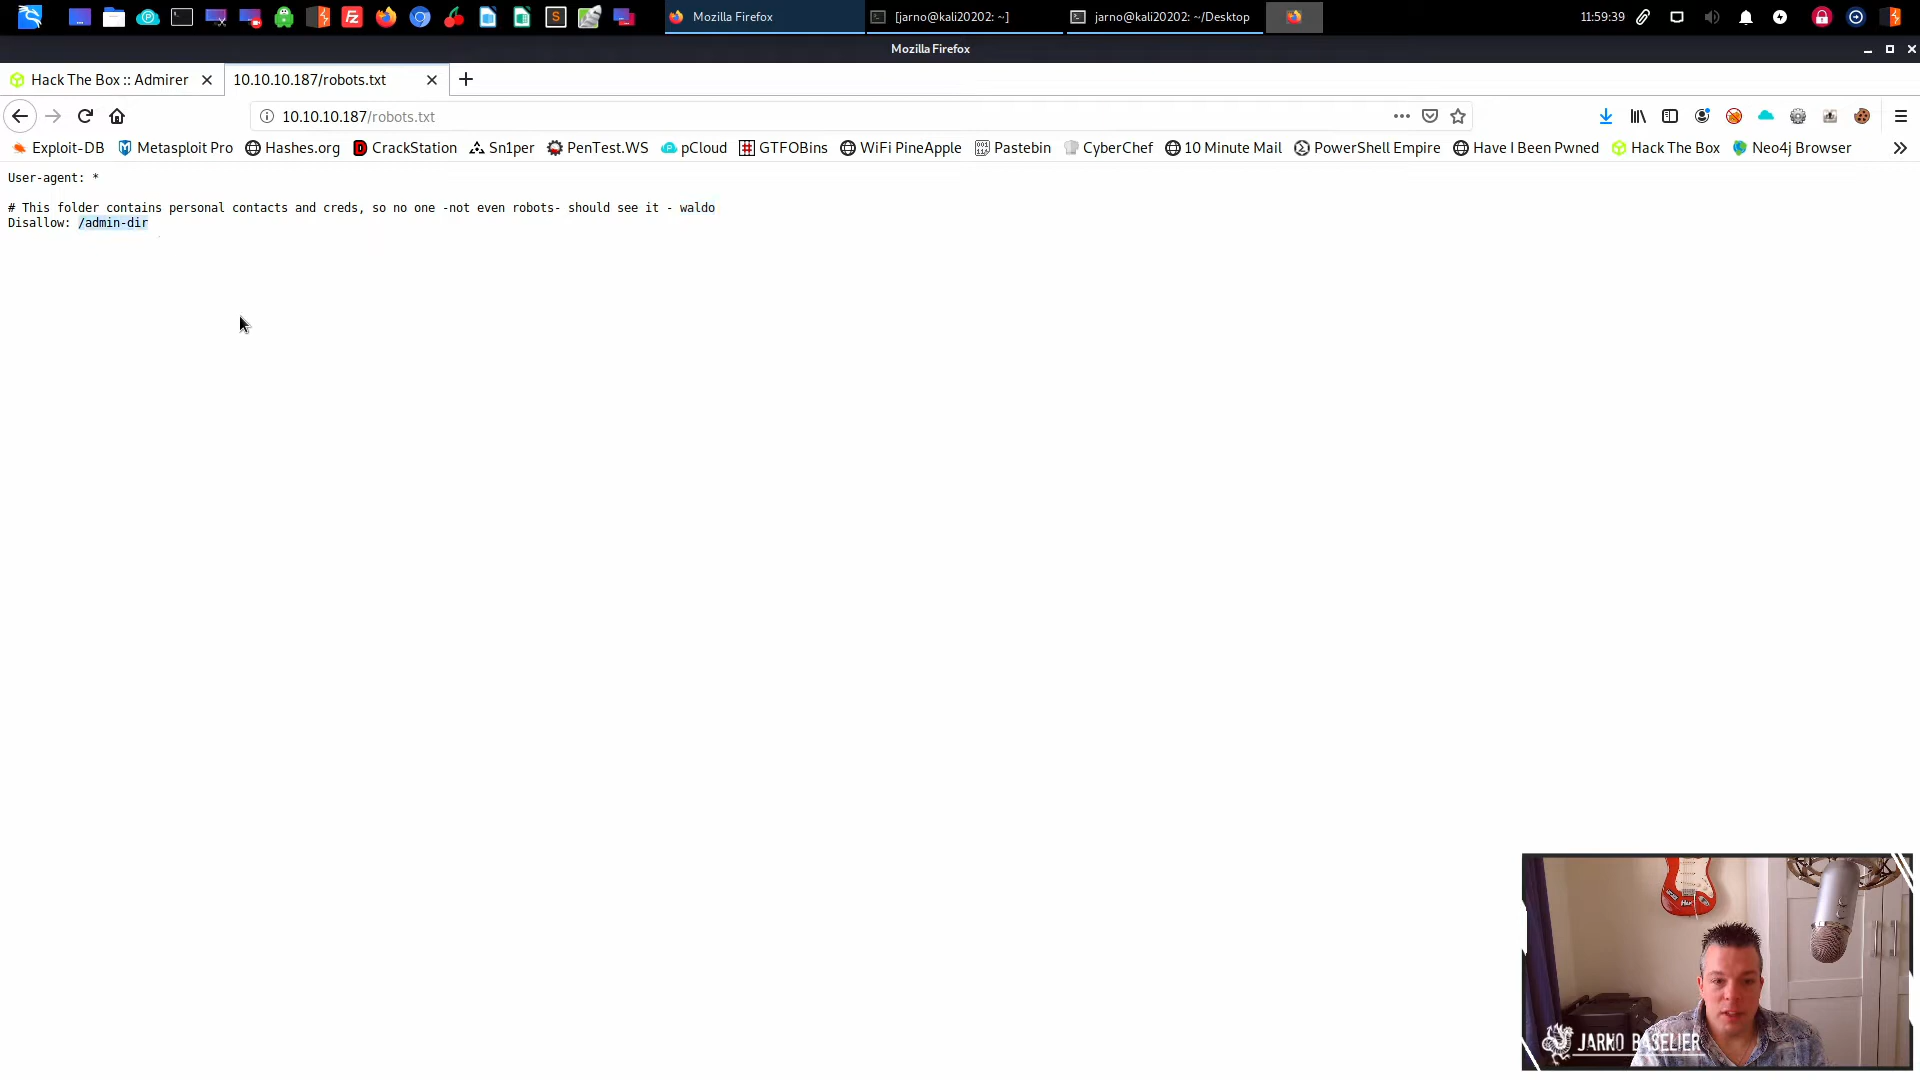 Mozilla Firefox
[jarno@kali20202: ~]
jarno@kali20202: ~/Desktop
11:59:39
Mozilla Firefox
Hack The Box :: Admirer
10.10.10.187/robots.txt
10.10.10.187/robots.txt
Exploit-DB
Metasploit Pro
Hashes.org
CrackStation
Sn1per
PenTest.WS
pCloud
GTFOBins
WiFi PineApple
Pastebin
CyberChef
10 Minute Mail
PowerShell Empire
Have I Been Pwned
Hack The Box
Neo4j Browser
User-agent: *
# This folder contains personal contacts and creds, so no one -not even robots- should see it - waldo
Disallow: /admin-dir
JARNO BASELIER